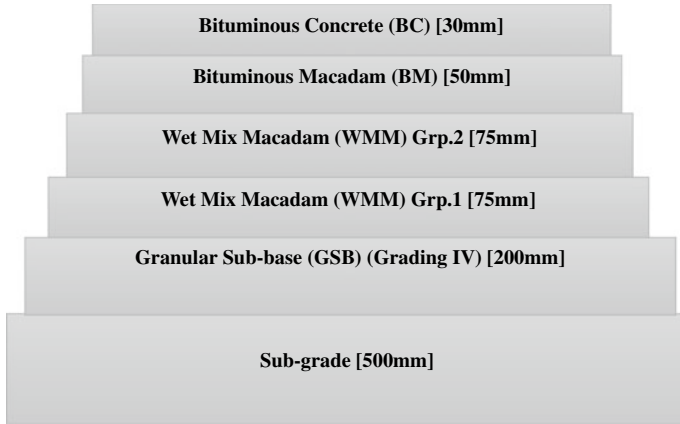 Bituminous Concrete (BC) [30mm]
Bituminous Macadam (BM) [50mm]
Wet Mix Macadam (WMM) Grp.2 [75mm]
Wet Mix Macadam (WMM) Grp.1 [75mm]
Granular Sub-base (GSB) (Grading IV) [200mm]
Sub-grade [500mm]